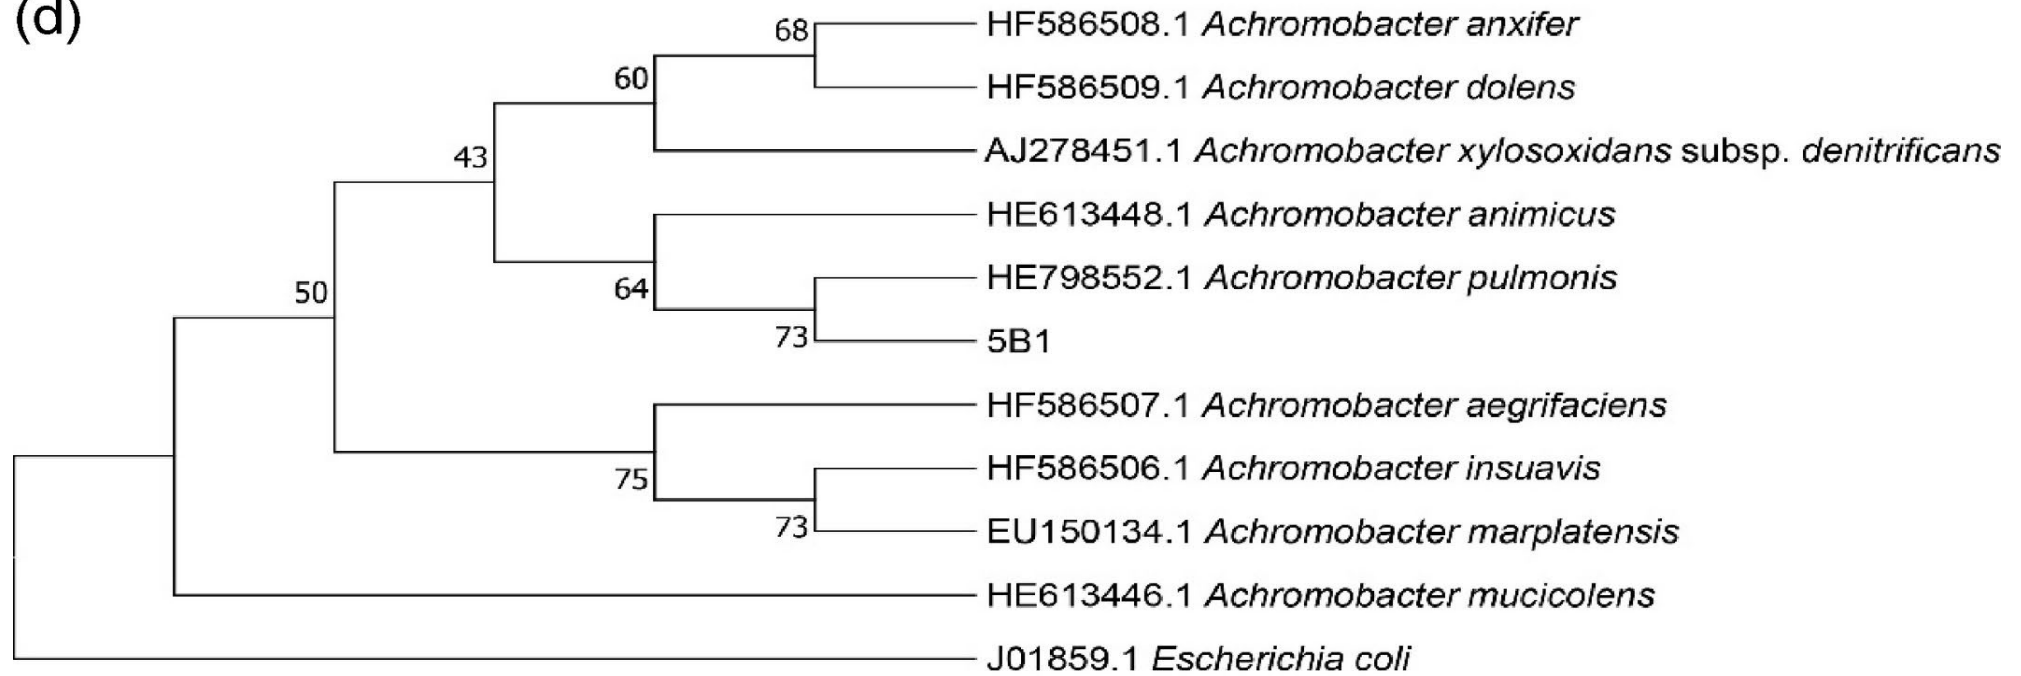 (d)
68
HF586508.1 Achromobacter anxifer
60
HF586509.1 Achromobacter dolens
43
AJ278451.1 Achromobacter xylosoxidans subsp. denitrificans
HE613448.1 Achromobacter animicus
50
64
HE798552.1 Achromobacter pulmonis
73
5B1
HF586507.1 Achromobacter aegrifaciens
75
HF586506.1 Achromobacter insuavis
73
EU150134.1 Achromobacter marplatensis
HE613446.1 Achromobacter mucicolens
J01859.1 Escherichia coli